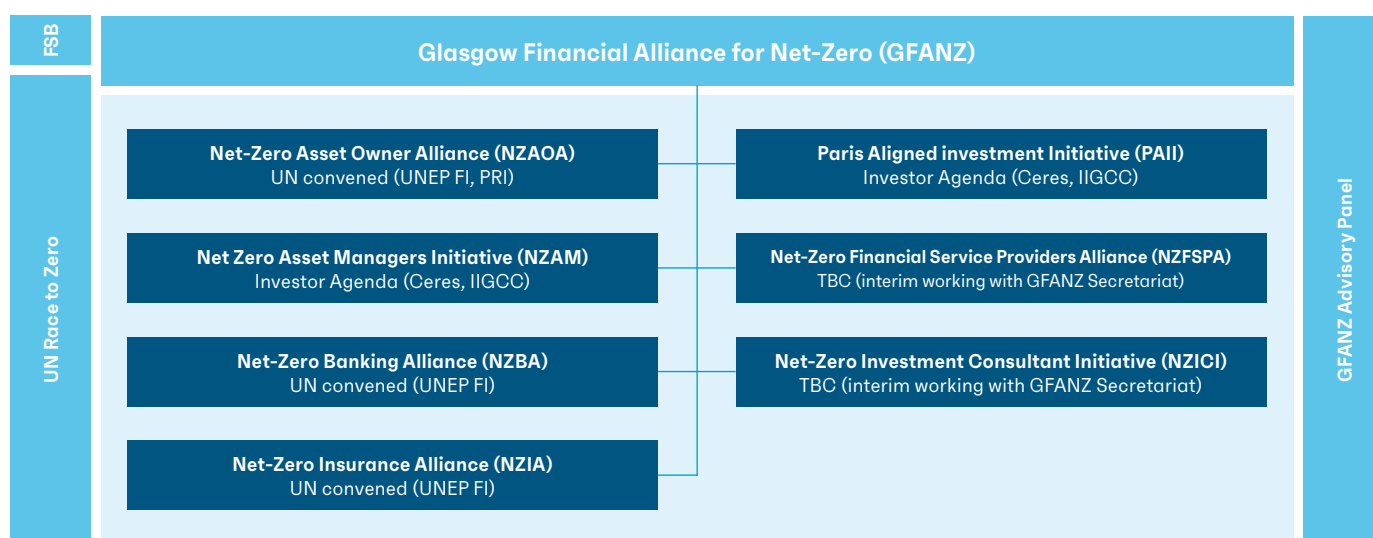 FSB
UN Race to Zero
Glasgow Financial Alliance for Net-Zero (GFANZ)
Net-Zero Asset Owner Alliance (NZAOA)
UN convened (UNEP FI, PRI)
Net Zero Asset Managers Initiative (NZAM)
Investor Agenda (Ceres, IIGCC)
Net-Zero Banking Alliance (NZBA)
UN convened (UNEP FI)
Net-Zero Insurance Alliance (NZIA)
UN convened (UNEP FI)
Paris Aligned investment Initiative (PAII)
Investor Agenda (Ceres, IIGCC)
Net-Zero Financial Service Providers Alliance (NZFSPA)
TBC (interim working with GFANZ Secretariat)
Net-Zero Investment Consultant Initiative (NZICI)
TBC (interim working with GFANZ Secretariat)
GFANZ Advisory Panel